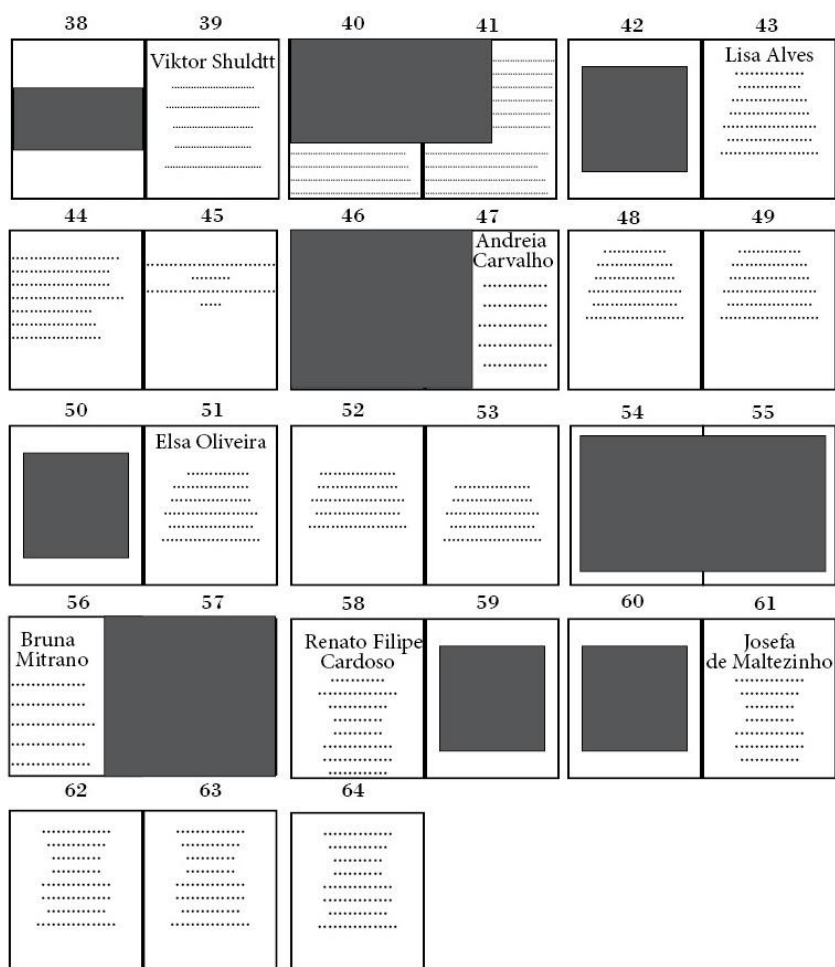 38 39 40 41 42 43
Viktor Shuldtt
Lisa Alves
44 45 46 47 48 49
Andreia
Carvalho
50 51 52 53 54 55
Elsa Oliveira
56 57 58 59 60 61
Bruna
Mitrano
Renato Filipe
Cardoso
Josefa
de Maltezinho
62 63 64